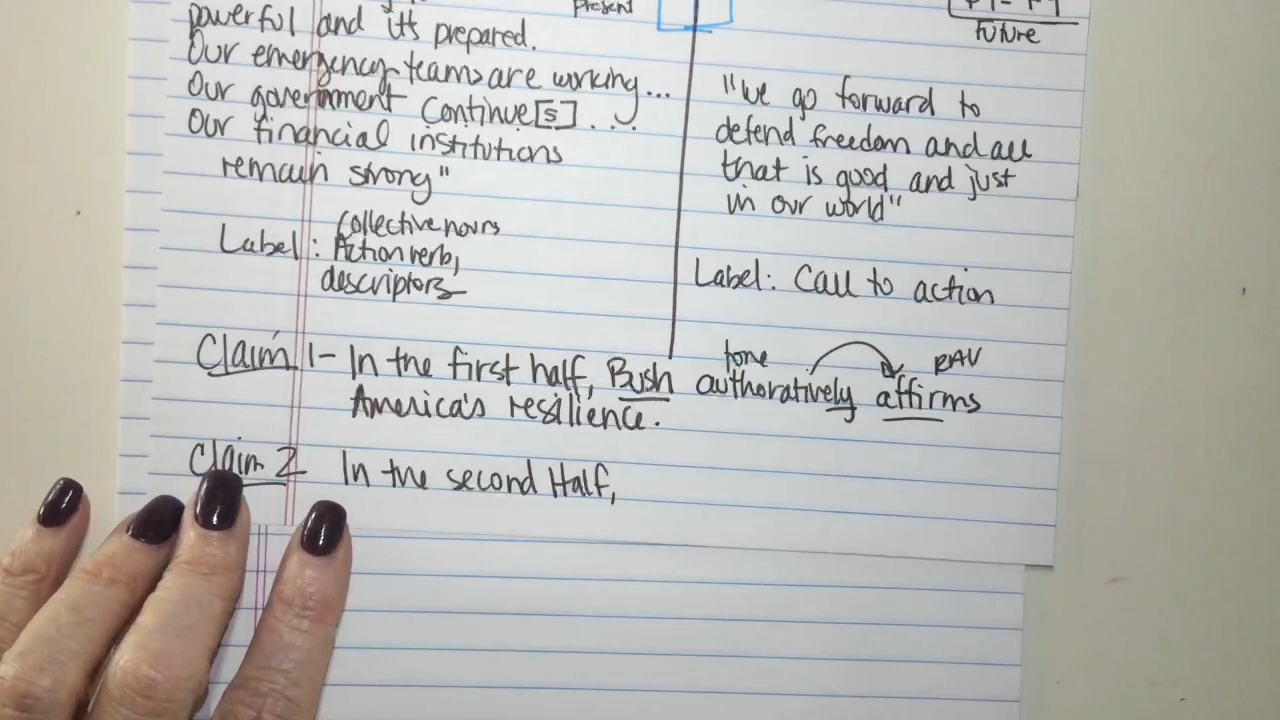 powerful and it's prepared.
Our emergency teams are working...
Our government continue[s]...
Our financial institutions
remain strong"
Label: Collective nouns
Action verb,
descriptors
Present
Future
"We go forward to
defend freedom and all
that is good and just
in our world"
Label: Call to action
tone RAV
Claim 1- In the first half, Bush authoratively affirms
America's resilience.
Claim 2 In the second Half,